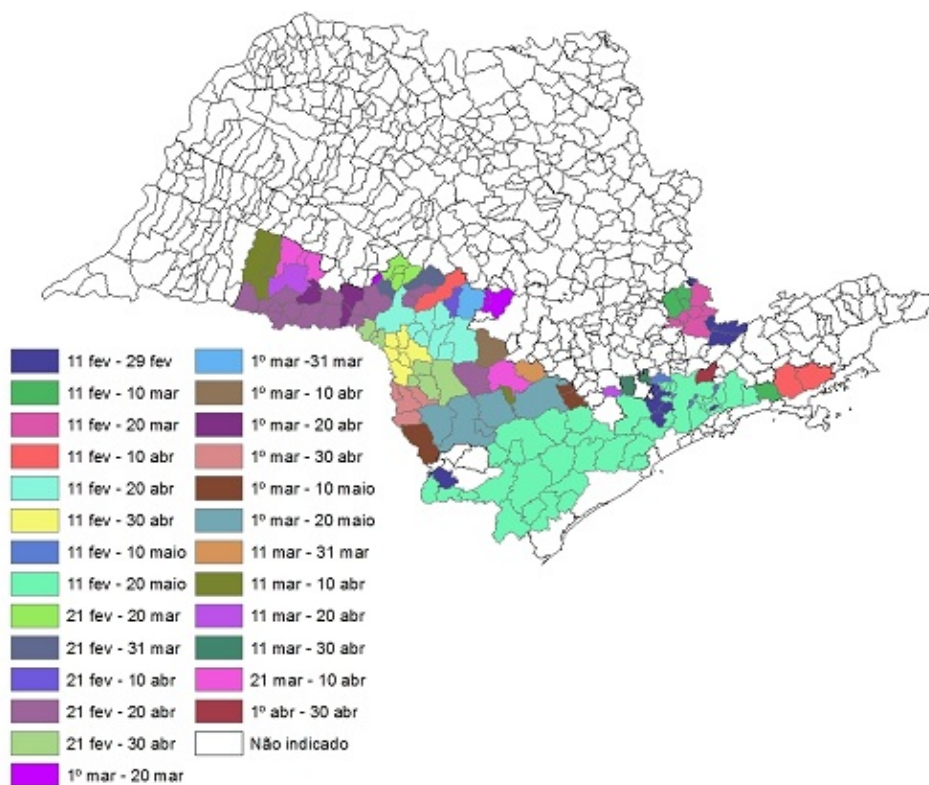 11 fev - 29 fev
11 fev - 10 mar
11 fev - 20 mar
11 fev - 10 abr
11 fev - 20 abr
11 fev - 30 abr
11 fev - 10 maio
11 fev - 20 maio
21 fev - 20 mar
21 fev - 31 mar
21 fev - 10 abr
21 fev - 20 abr
21 fev - 30 abr
1º mar - 20 mar
1º mar -31 mar
1º mar - 10 abr
1º mar - 20 abr
1º mar - 30 abr
1º mar - 10 maio
1º mar - 20 maio
11 mar - 31 mar
11 mar - 10 abr
11 mar - 20 abr
11 mar - 30 abr
21 mar - 10 abr
1º abr - 30 abr
Não indicado